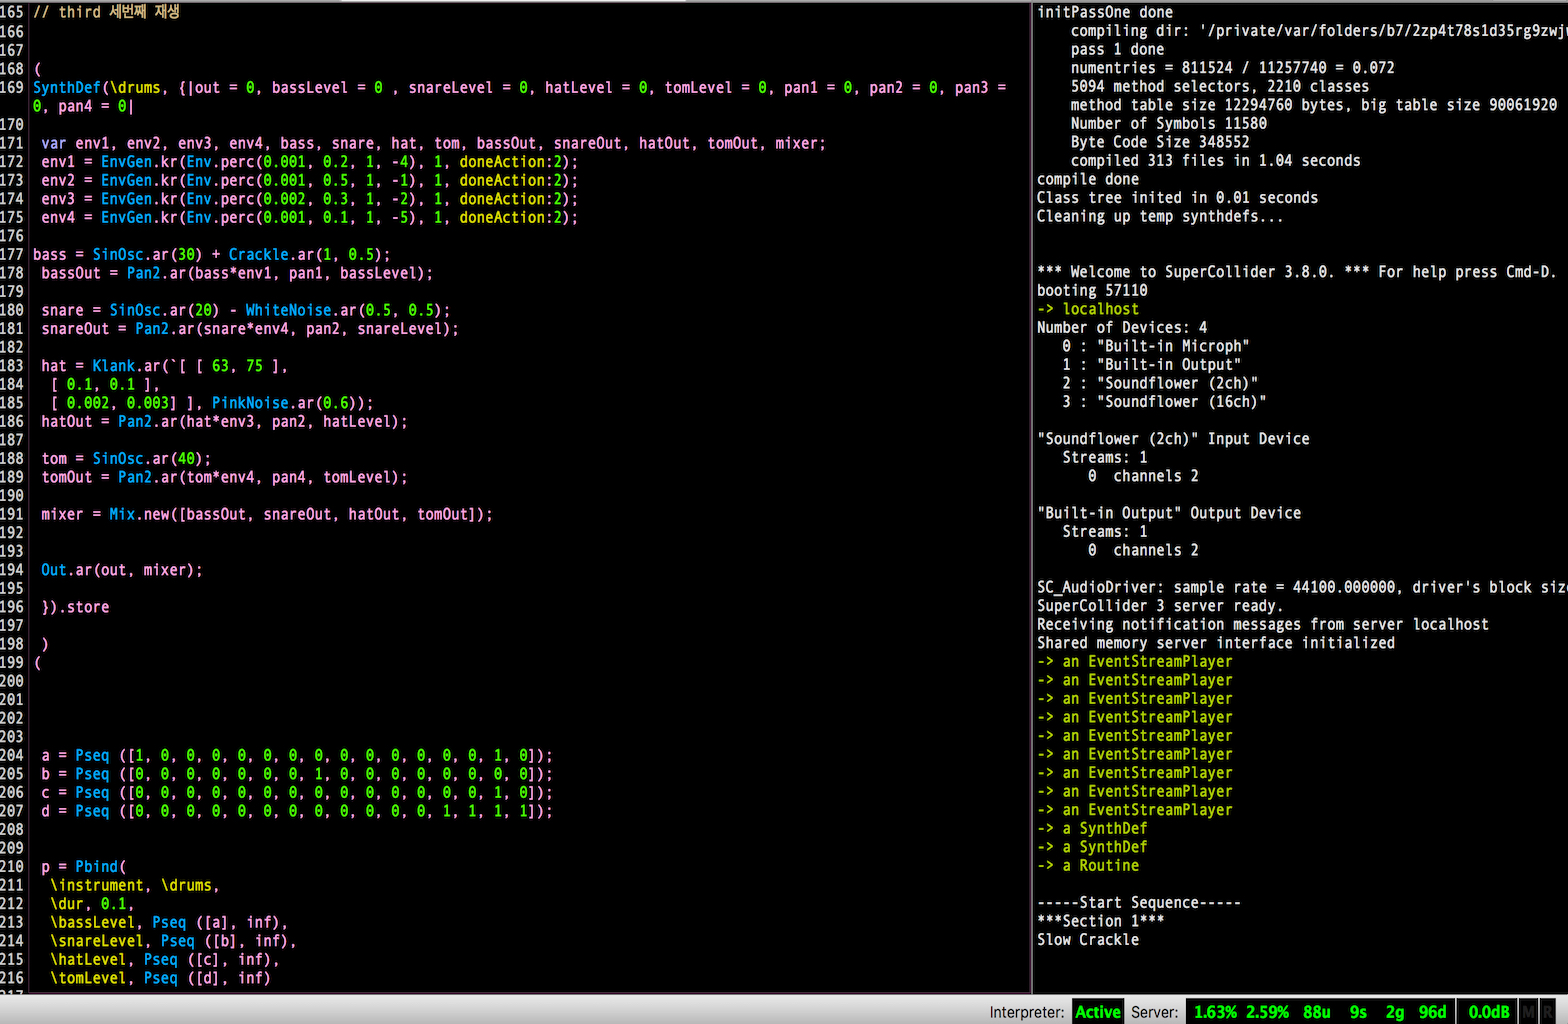 165 // third 세번째 재생
166
167
168 (
169 SynthDef(\drums, {|out = 0, bassLevel = 0 , snareLevel = 0, hatLevel = 0, tomLevel = 0, pan1 = 0, pan2 = 0, pan3 =
0, pan4 = 0|
170
171 var env1, env2, env3, env4, bass, snare, hat, tom, bassOut, snareOut, hatOut, tomOut, mixer;
172 env1 = EnvGen.kr(Env.perc(0.001, 0.2, 1, -4), 1, doneAction:2);
173 env2 = EnvGen.kr(Env.perc(0.001, 0.5, 1, -1), 1, doneAction:2);
174 env3 = EnvGen.kr(Env.perc(0.002, 0.3, 1, -2), 1, doneAction:2);
175 env4 = EnvGen.kr(Env.perc(0.001, 0.1, 1, -5), 1, doneAction:2);
176
177 bass = SinOsc.ar(30) + Crackle.ar(1, 0.5);
178 bassOut = Pan2.ar(bass*env1, pan1, bassLevel);
179
180 snare = SinOsc.ar(20) - WhiteNoise.ar(0.5, 0.5);
181 snareOut = Pan2.ar(snare*env4, pan2, snareLevel);
182
183 hat = Klank.ar(`[ [ 63, 75 ],
184 [ 0.1, 0.1 ],
185 [ 0.002, 0.003] ], PinkNoise.ar(0.6));
186 hatOut = Pan2.ar(hat*env3, pan2, hatLevel);
187
188 tom = SinOsc.ar(40);
189 tomOut = Pan2.ar(tom*env4, pan4, tomLevel);
190
191 mixer = Mix.new([bassOut, snareOut, hatOut, tomOut]);
192
193
194 Out.ar(out, mixer);
195
196 }).store
197
198 )
199 (
200
201
202
203
204 a = Pseq ([1, 0, 0, 0, 0, 0, 0, 0, 0, 0, 0, 0, 0, 0, 1, 0]);
205 b = Pseq ([0, 0, 0, 0, 0, 0, 0, 1, 0, 0, 0, 0, 0, 0, 0, 0]);
206 c = Pseq ([0, 0, 0, 0, 0, 0, 0, 0, 0, 0, 0, 0, 0, 0, 1, 0]);
207 d = Pseq ([0, 0, 0, 0, 0, 0, 0, 0, 0, 0, 0, 0, 1, 1, 1, 1]);
208
209
210 p = Pbind(
211 \instrument, \drums,
212 \dur, 0.1,
213 \bassLevel, Pseq ([a], inf),
214 \snareLevel, Pseq ([b], inf),
215 \hatLevel, Pseq ([c], inf),
216 \tomLevel, Pseq ([d], inf)
initPassOne done
compiling dir: '/private/var/folders/b7/2zp4t78s1d35rg9zwj
pass 1 done
numentries = 811524 / 11257740 = 0.072
5094 method selectors, 2210 classes
method table size 12294760 bytes, big table size 90061920
Number of Symbols 11580
Byte Code Size 348552
compiled 313 files in 1.04 seconds
compile done
Class tree inited in 0.01 seconds
Cleaning up temp synthdefs...
*** Welcome to SuperCollider 3.8.0. *** For help press Cmd-D.
booting 57110
-> localhost
Number of Devices: 4
0 : "Built-in Microph"
1 : "Built-in Output"
2 : "Soundflower (2ch)"
3 : "Soundflower (16ch)"
"Soundflower (2ch)" Input Device
Streams: 1
0 channels 2
"Built-in Output" Output Device
Streams: 1
0 channels 2
SC_AudioDriver: sample rate = 44100.000000, driver's block siz
SuperCollider 3 server ready.
Receiving notification messages from server localhost
Shared memory server interface initialized
-> an EventStreamPlayer
-> an EventStreamPlayer
-> an EventStreamPlayer
-> an EventStreamPlayer
-> an EventStreamPlayer
-> an EventStreamPlayer
-> an EventStreamPlayer
-> an EventStreamPlayer
-> an EventStreamPlayer
-> a SynthDef
-> a SynthDef
-> a Routine
-----Start Sequence-----
***Section 1***
Slow Crackle
Interpreter: Active Server: 1.63% 2.59% 88u 9s 2g 96d 0.0dB M R